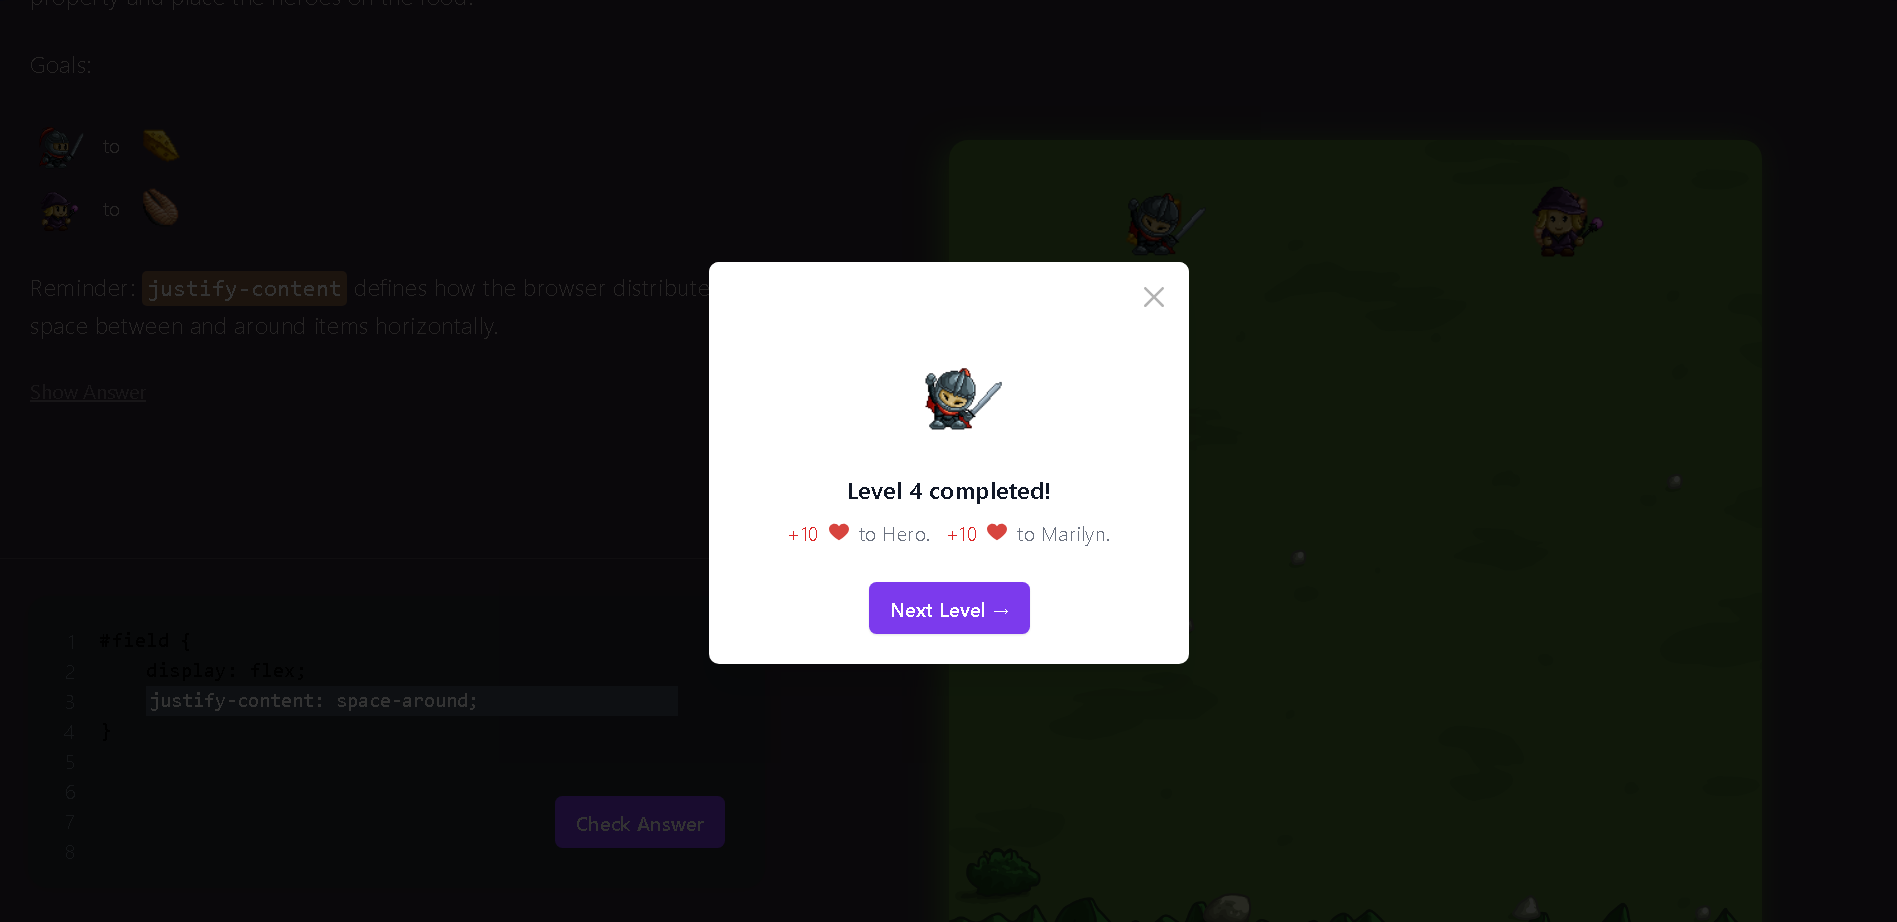 property and place the heroes on the food.
Goals:
to
to
Reminder: justify-content defines how the browser distribute
space between and around items horizontally.
Show Answer
Level 4 completed!
+10 to Hero. +10 to Marilyn.
Next Level →
1 #field {
2 display: flex;
3 justify-content: space-around;
4 }
5
6
7
8
Check Answer